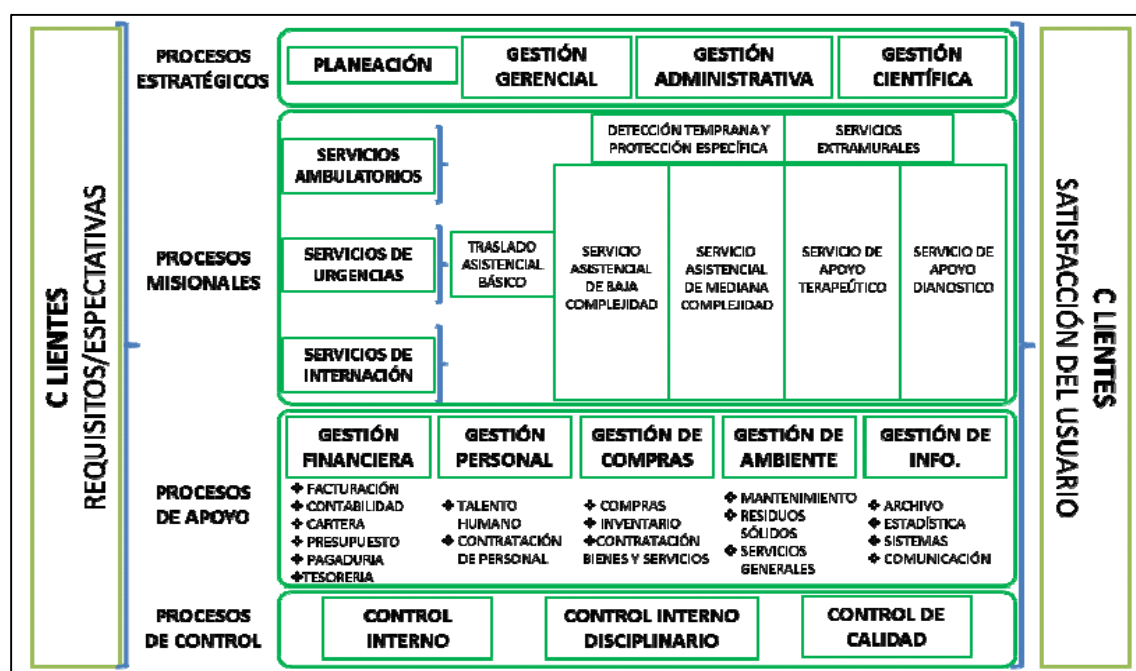 C LIENTES
REQUISITOS/ESPECTATIVAS
PROCESOS
ESTRATÉGICOS
PLANEACIÓN
GESTIÓN
GERENCIAL
GESTIÓN
ADMINISTRATIVA
GESTIÓN
CIENTÍFICA
PROCESOS
MISIONALES
SERVICIOS
AMBULATORIOS
SERVICIOS DE
URGENCIAS
SERVICIOS DE
INTERNACIÓN
DETECCIÓN TEMPRANA Y
PROTECCIÓN ESPECÍFICA
SERVICIOS
EXTRAMURALES
TRASLADO
ASISTENCIAL
BÁSICO
SERVICIO
ASISTENCIAL
DE BAJA
COMPLEJIDAD
SERVICIO
ASISTENCIAL
DE MEDIANA
COMPLEJIDAD
SERVICIO DE
APOYO
TERAPEÚTICO
SERVICIO DE
APOYO
DIANOSTICO
PROCESOS
DE APOYO
GESTIÓN
FINANCIERA
❖ FACTURACIÓN
❖ CONTABILIDAD
❖ CARTERA
❖ PRESUPUESTO
❖ PAGADURIA
❖TESORERIA
GESTIÓN
PERSONAL
❖ TALENTO
HUMANO
❖ CONTRATACIÓN
DE PERSONAL
GESTIÓN DE
COMPRAS
❖ COMPRAS
❖ INVENTARIO
❖CONTRATACIÓN
BIENES Y SERVICIOS
GESTIÓN DE
AMBIENTE
❖ MANTENIMIENTO
❖ RESIDUOS
SÓLIDOS
❖ SERVICIOS
GENERALES
GESTIÓN DE
INFO.
❖ ARCHIVO
❖ ESTADÍSTICA
❖ SISTEMAS
❖ COMUNICACIÓN
PROCESOS
DE CONTROL
CONTROL
INTERNO
CONTROL INTERNO
DISCIPLINARIO
CONTROL DE
CALIDAD
C LIENTES
SATISFACCIÓN DEL USUARIO